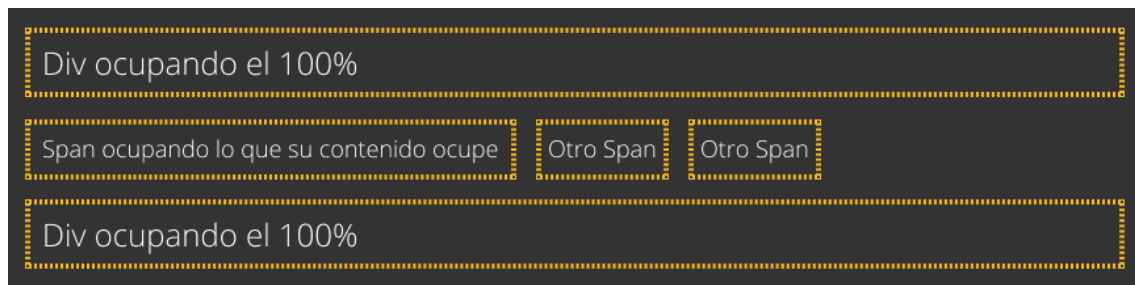 Div ocupando el 100%
Span ocupando lo que su contenido ocupe Otro Span Otro Span
Div ocupando el 100%